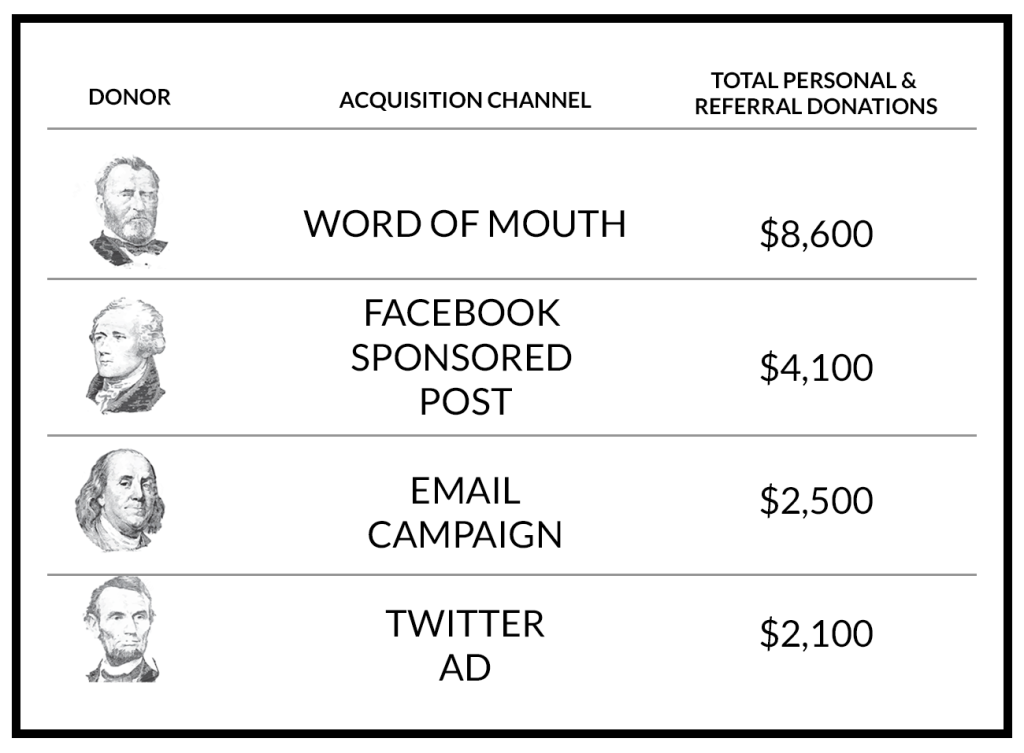 DONOR
ACQUISITION CHANNEL
TOTAL PERSONAL &
REFERRAL DONATIONS
WORD OF MOUTH
$8,600
FACEBOOK
SPONSORED
POST
$4,100
EMAIL
CAMPAIGN
$2,500
TWITTER
AD
$2,100